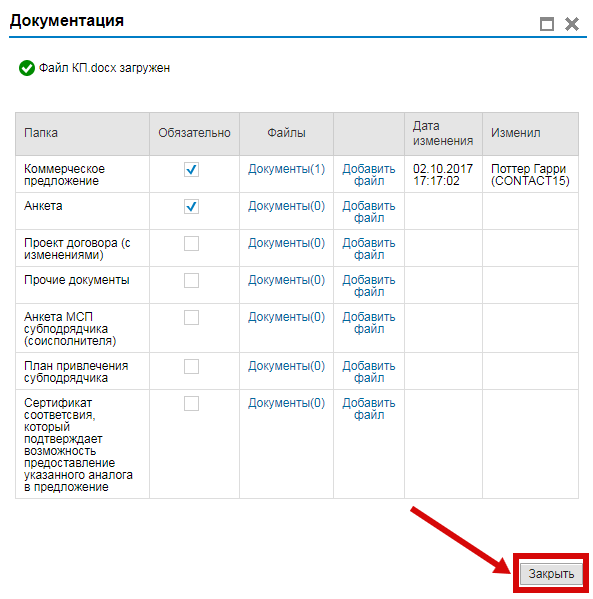 Документация
Файл КП.docx загружен
Папка
Обязательно
Файлы
Дата
изменения
Изменил
Коммерческое
предложение
Документы(1)
Добавить
файл
02.10.2017
17:17:02
Поттер Гарри
(CONTACT15)
Анкета
Документы(0)
Добавить
файл
Проект договора (с
изменениями)
Документы(0)
Добавить
файл
Прочие документы
Документы(0)
Добавить
файл
Анкета МСП
субподрядчика
(соисполнителя)
Документы(0)
Добавить
файл
План привлечения
субподрядчика
Документы(0)
Добавить
файл
Сертификат
соответсвия,
который
подтверждает
возможность
предоставление
указанного аналога
в предложение
Документы(0)
Добавить
файл
Закрыть